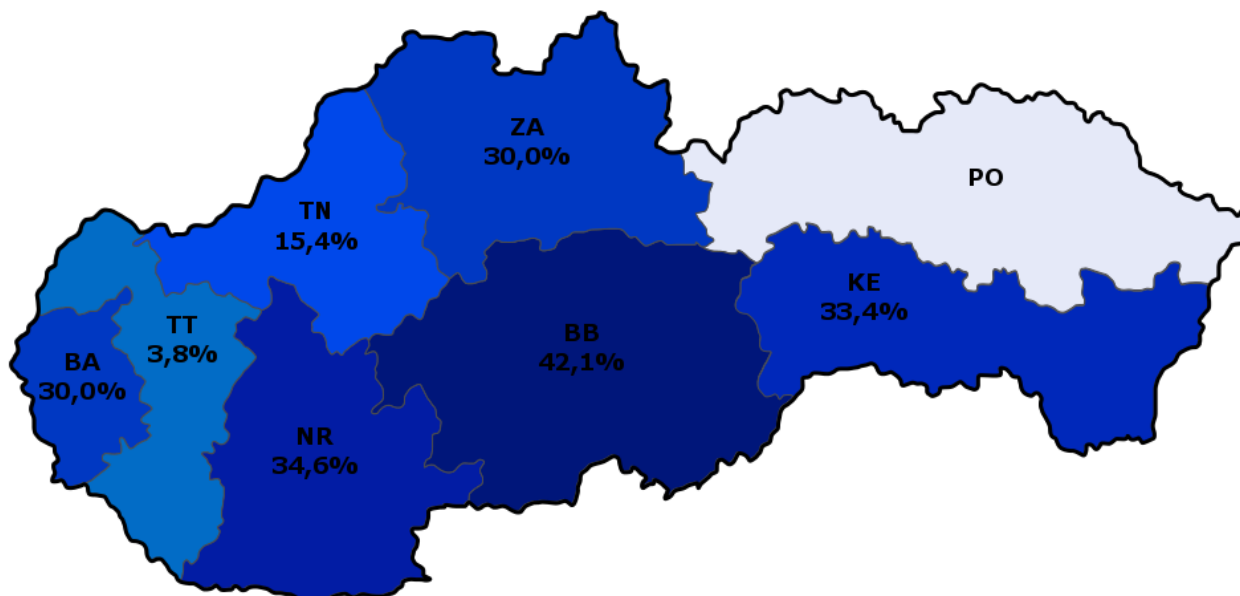 ZA
30,0%
PO
TN
15,4%
KE
33,4%
TT
3,8%
BB
42,1%
BA
30,0%
NR
34,6%